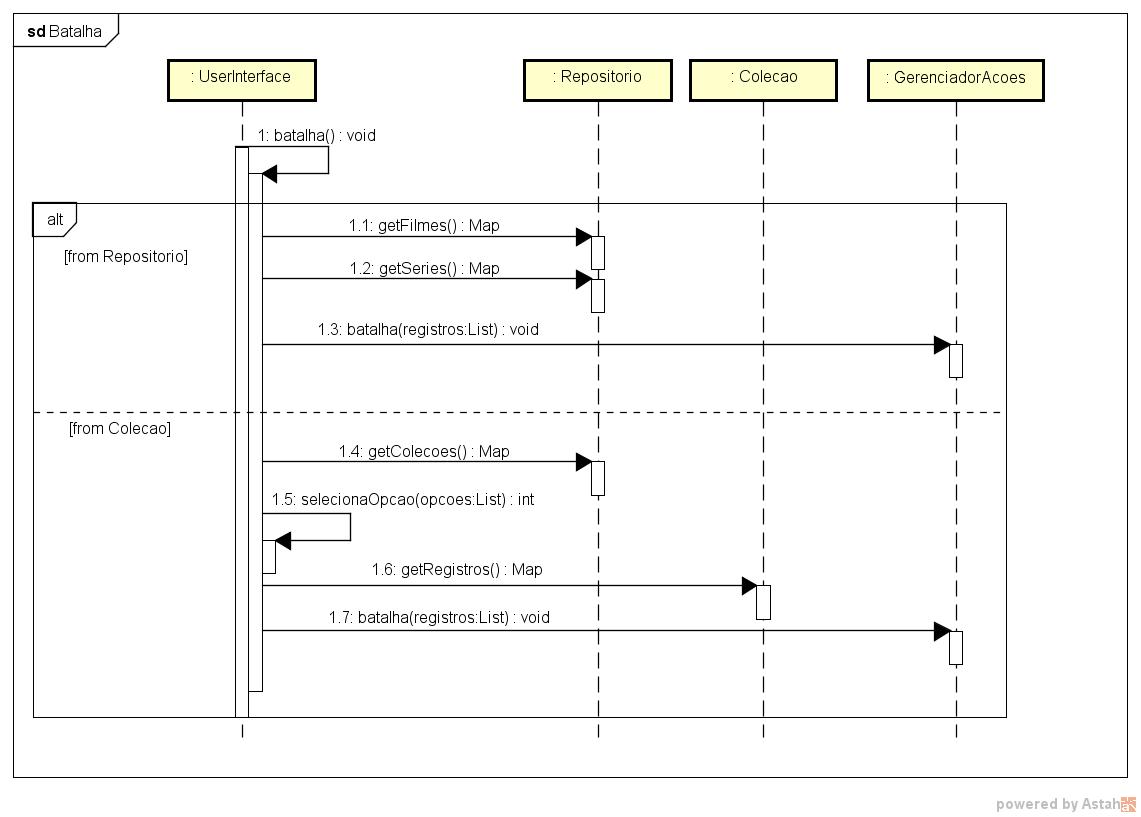 sd Batalha
: UserInterface
: Repositorio
: Colecao
: GerenciadorAcoes
1: batalha() : void
alt
1.1: getFilmes() : Map
[from Repositorio]
1.2: getSeries() : Map
1.3: batalha(registros:List) : void
[from Colecao]
1.4: getColecoes() : Map
1.5: selecionaOpcao(opcoes:List) : int
1.6: getRegistros() : Map
1.7: batalha(registros:List) : void
powered by Astah